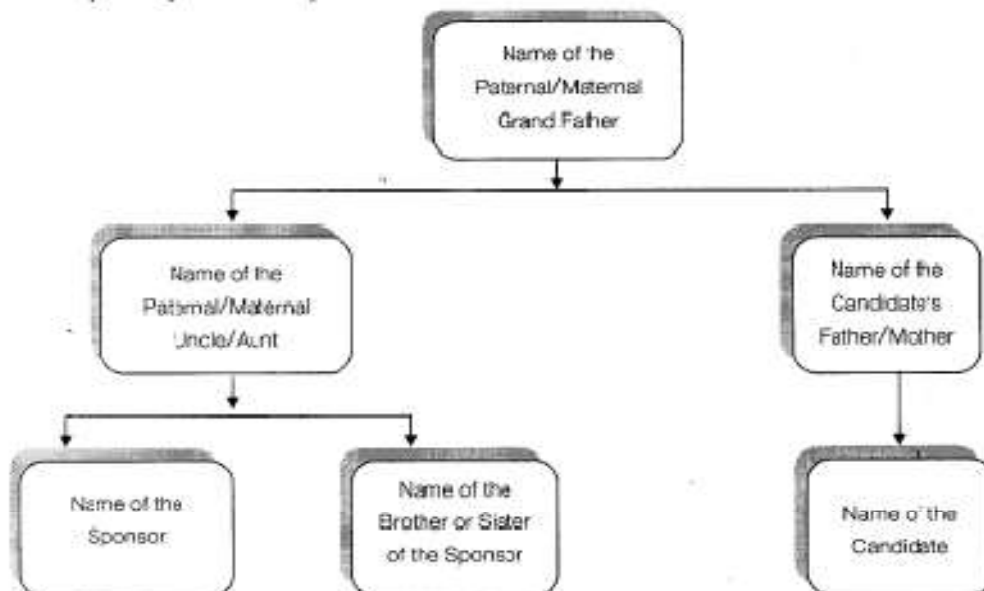 Name of the
Paternal/Maternal
Grand Father
Name of the
Paternal/Maternal
Uncle/Aunt
Name of the
Candidate's
Father/Mother
Name of the
Sponsor
Name of the
Brother or Sister
of the Sponsor
Name of the
Candidate